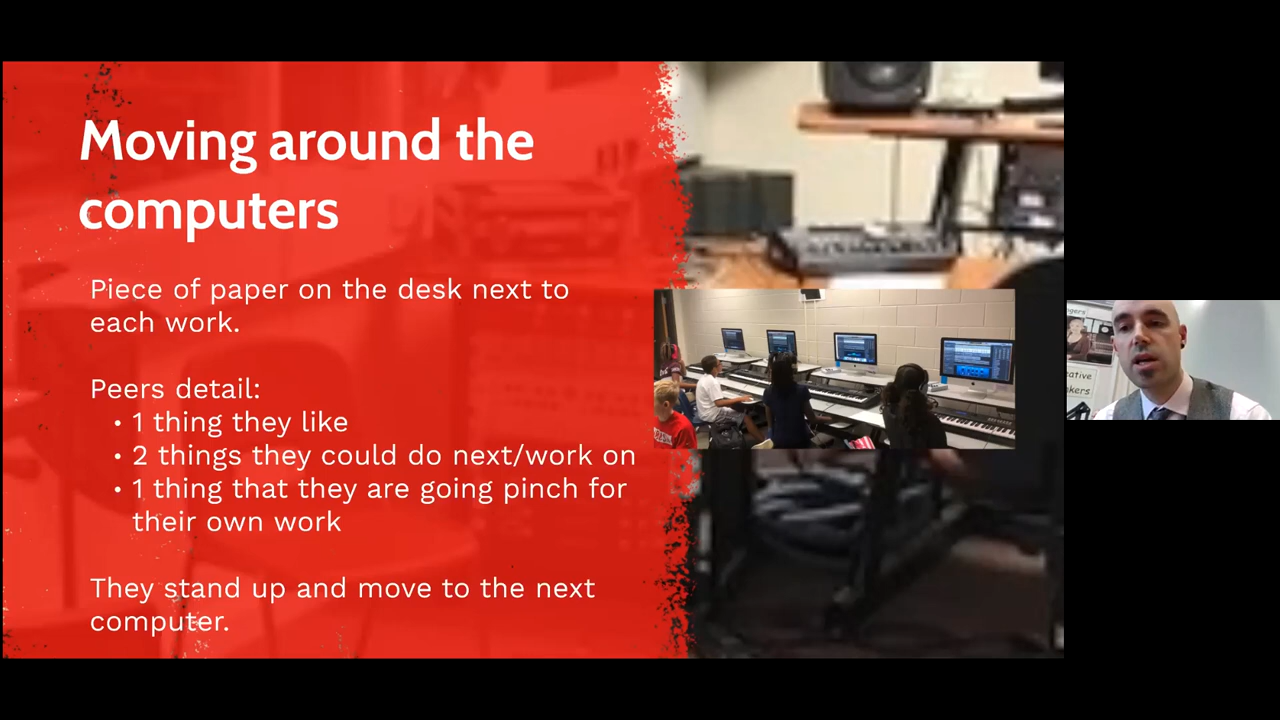 Moving around the
computers
Piece of paper on the desk next to
each work.
Peers detail:
• 1 thing they like
• 2 things they could do next/work on
• 1 thing that they are going pinch for
their own work
They stand up and move to the next
computer.